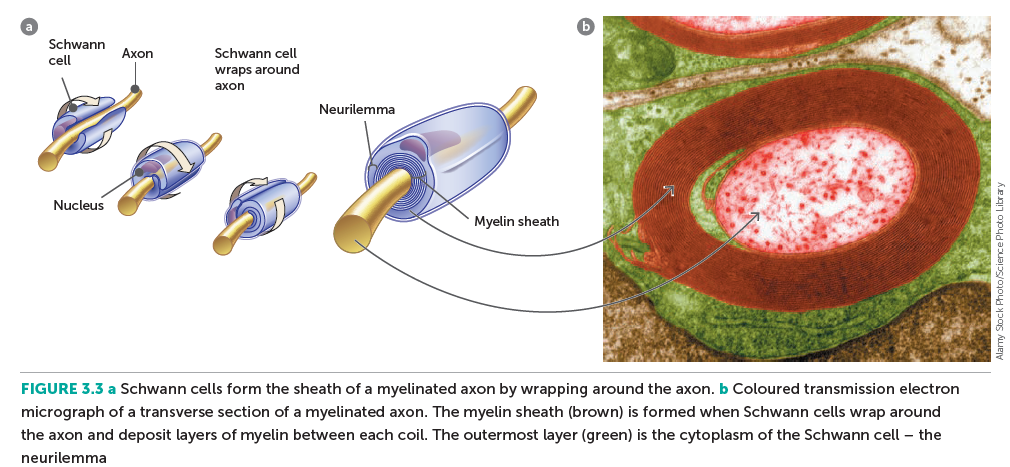 a
Schwann
cell
Axon
Schwann cell
wraps around
axon
Neurilemma
Nucleus
Myelin sheath
b
Alamy Stock Photo/Science Photo Library
FIGURE 3.3 a Schwann cells form the sheath of a myelinated axon by wrapping around the axon. b Coloured transmission electron
micrograph of a transverse section of a myelinated axon. The myelin sheath (brown) is formed when Schwann cells wrap around
the axon and deposit layers of myelin between each coil. The outermost layer (green) is the cytoplasm of the Schwann cell – the
neurilemma